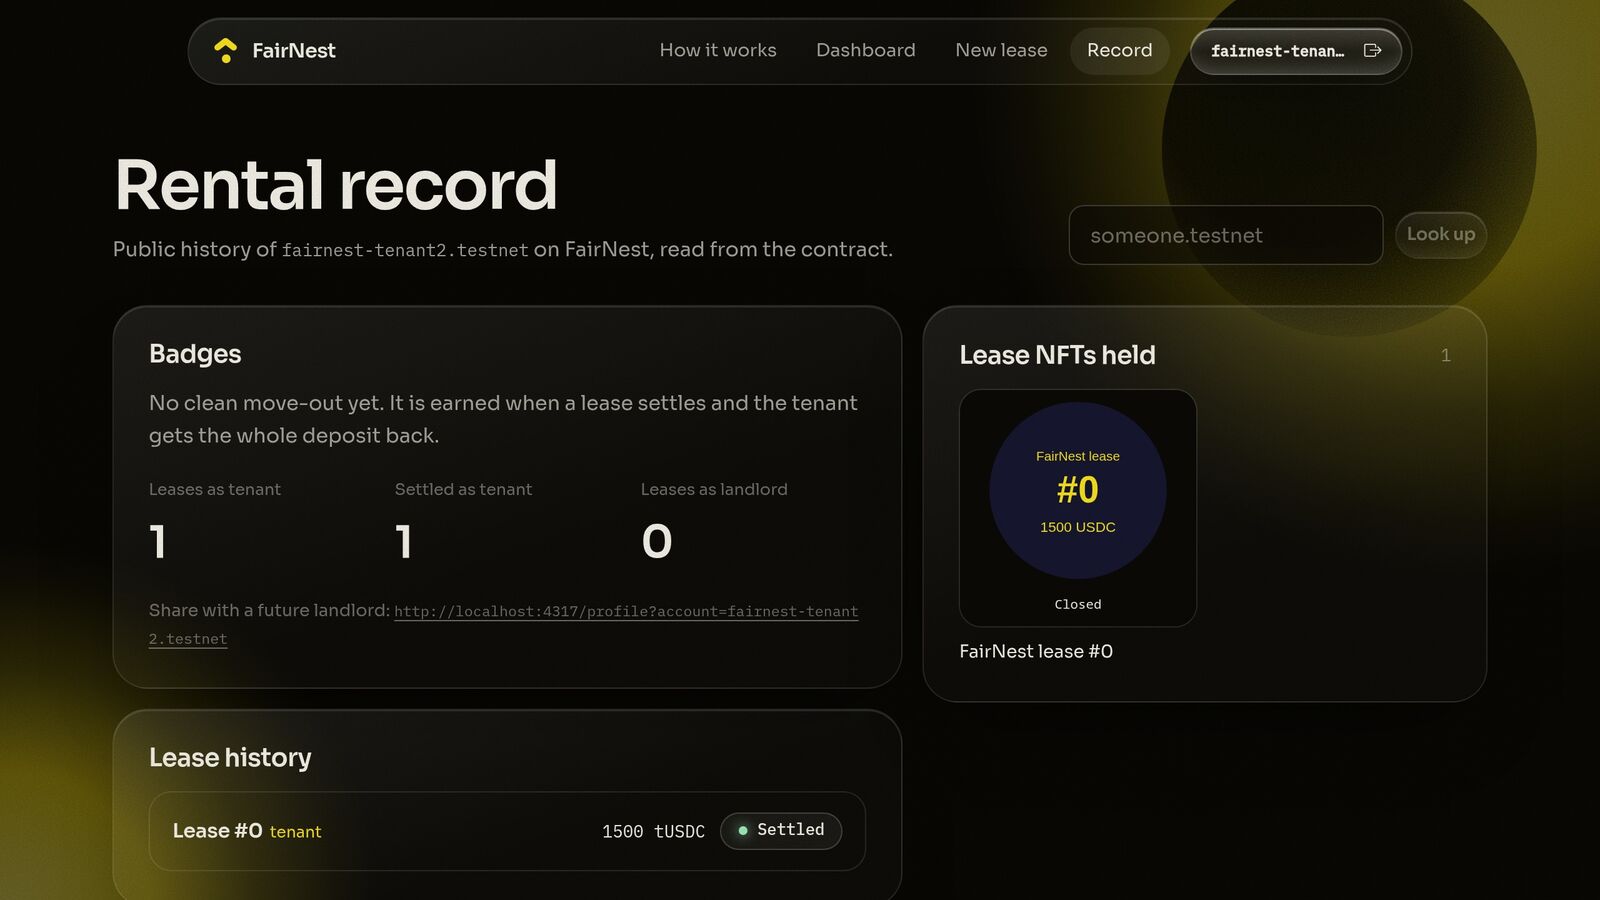 FairNest
How it works
Dashboard
New lease
Record
fairnest-tenan…
Rental record
Public history of fairnest-tenant2.testnet on FairNest, read from the contract.
someone.testnet
Look up
Badges
No clean move-out yet. It is earned when a lease settles and the tenant
gets the whole deposit back.
Leases as tenant
1
Settled as tenant
1
Leases as landlord
0
Share with a future landlord: http://localhost:4317/profile?account=fairnest-tenant
2.testnet
Lease NFTs held
1
FairNest lease
#0
1500 USDC
Closed
FairNest lease #0
Lease history
Lease #0 tenant
1500 tUSDC
Settled